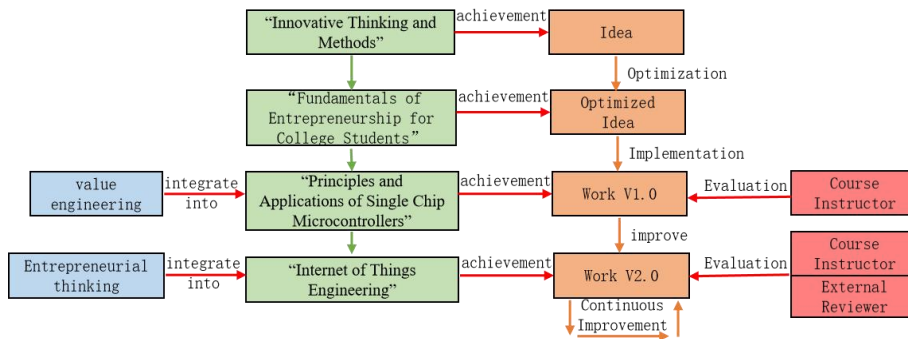 “Innovative Thinking and
Methods”
achievement
Idea
Optimization
“Fundamentals of
Entrepreneurship for
College Students”
achievement
Optimized
Idea
Implementation
value
engineering
integrate
into
“Principles and
Applications of Single Chip
Microcontrollers”
achievement
Work V1.0
Evaluation
Course
Instructor
improve
Entrepreneurial
thinking
integrate
into
“Internet of Things
Engineering”
achievement
Work V2.0
Evaluation
Course
Instructor
External
Reviewer
Continuous
Improvement